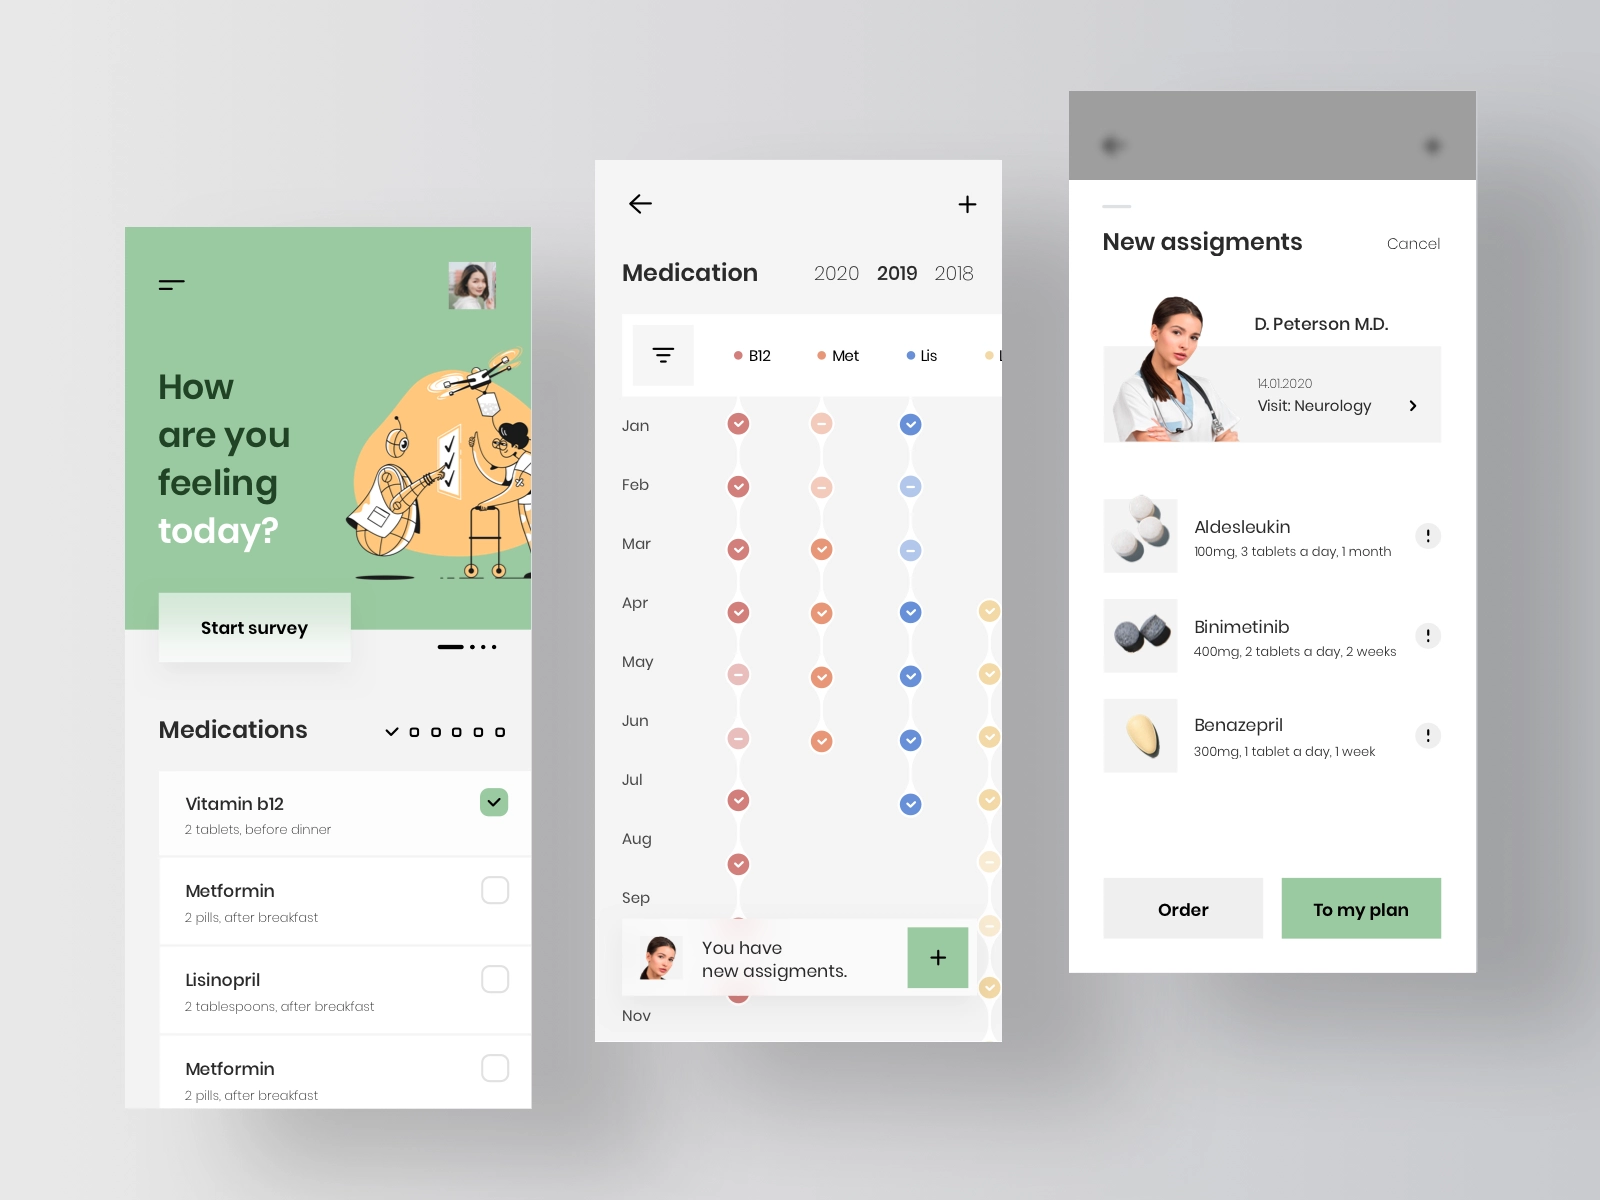 How
are you
feeling
today?
Start survey
Medications
Vitamin b12
2 tablets, before dinner
Metformin
2 pills, after breakfast
Lisinopril
2 tablespoons, after breakfast
Metformin
2 pills, after breakfast
Medication 2020 2019 2018
B12 Met Lis L
Jan
Feb
Mar
Apr
May
Jun
Jul
Aug
Sep
You have
new assigments.
Nov
New assigments Cancel
D. Peterson M.D.
14.01.2020
Visit: Neurology
Aldesleukin
100mg, 3 tablets a day, 1 month
Binimetinib
400mg, 2 tablets a day, 2 weeks
Benazepril
300mg, 1 tablet a day, 1 week
Order To my plan